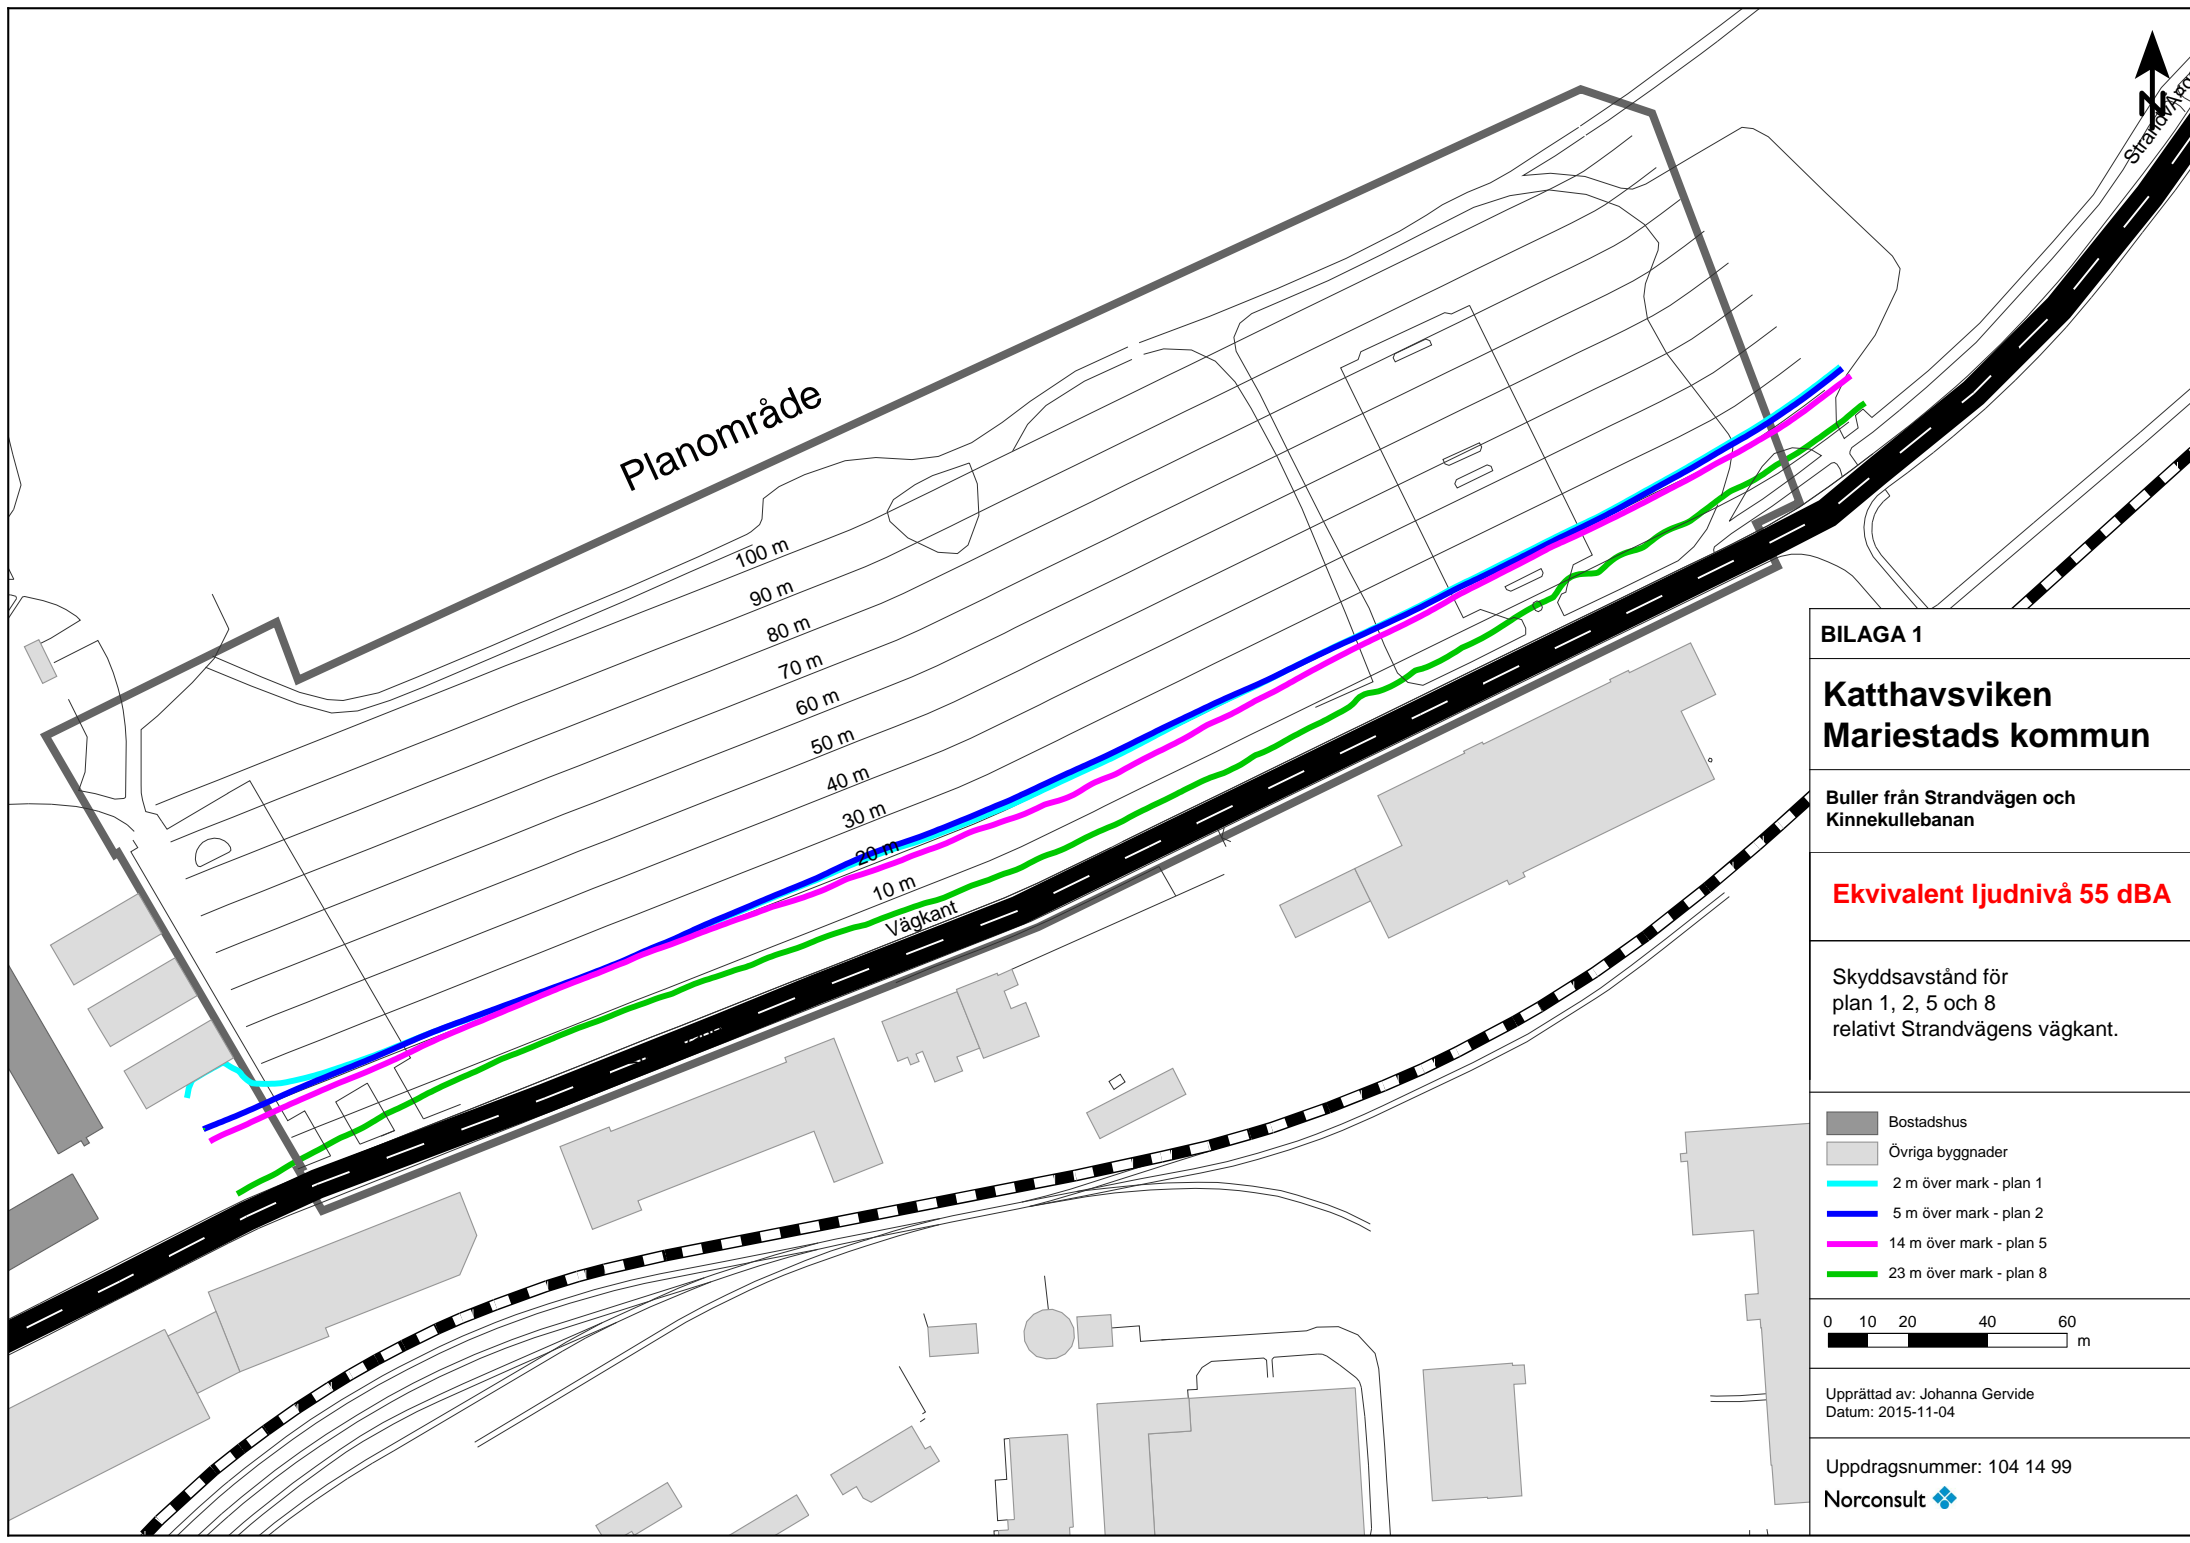 Planområde
100 m
90 m
80 m
70 m
60 m
50 m
40 m
30 m
20 m
10 m
Vägkant
N
BILAGA 1
Katthavsviken
Mariestads kommun
Buller från Strandvägen och
Kinnekullebanan
Ekvivalent ljudnivå 55 dBA
Skyddsavstånd för
plan 1, 2, 5 och 8
relativt Strandvägens vägkant.
Bostadshus
Övriga byggnader
2 m över mark - plan 1
5 m över mark - plan 2
14 m över mark - plan 5
23 m över mark - plan 8
0 10 20 40 60
m
Upprättad av: Johanna Gervide
Datum: 2015-11-04
Uppdragsnummer: 104 14 99
Norconsult